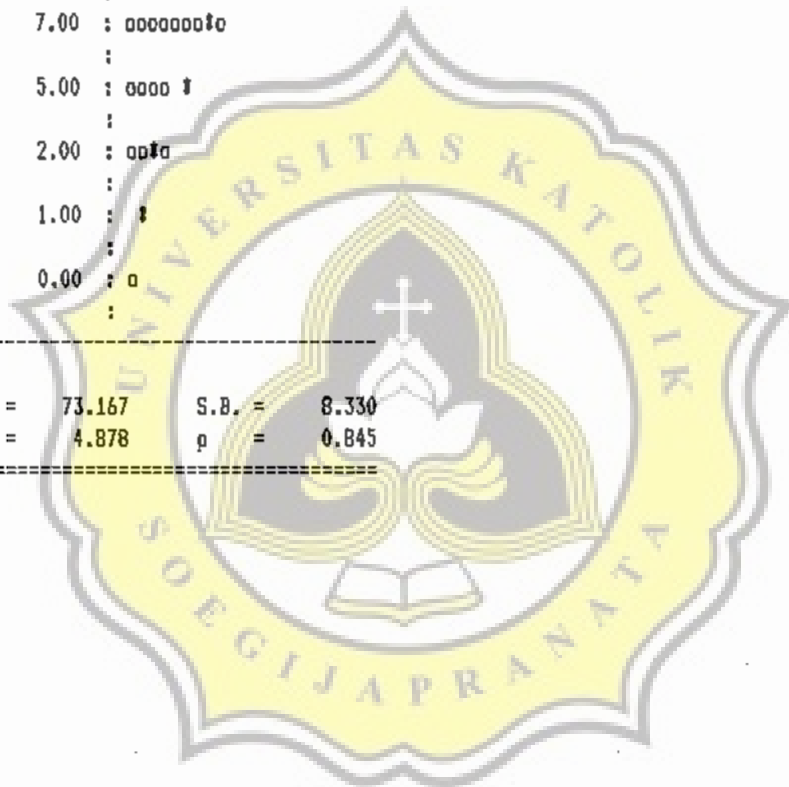 7.00 : oooooooo*o
:
5.00 : oooo *
:
2.00 : oo*o
:
1.00 : *
:
0.00 : o
:
--------------------------------
= 73.167 S.B. = 8.330
= 4.878 p = 0.845
================================
UNIVERSITAS KATOLIK
SOEGIJAPRANATA